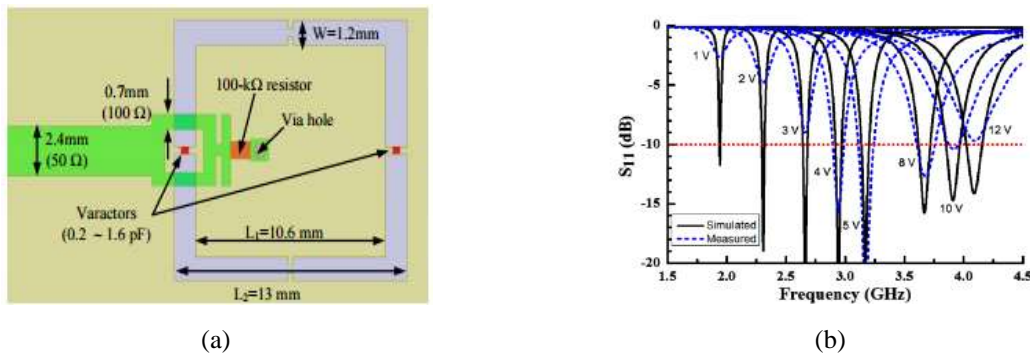 W=1.2mm
100-kΩ resistor
0.7mm
(100 Ω)
Via hole
2.4mm
(50 Ω)
Varactors
(0.2 ~ 1.6 pF)
L1=10.6 mm
L2=13 mm
(a)
S11 (dB)
0
-5
-10
-15
-20
1 V
2 V
3 V
4 V
5 V
8 V
10 V
12 V
Simulated
Measured
1.5 2.0 2.5 3.0 3.5 4.0 4.5
Frequency (GHz)
(b)